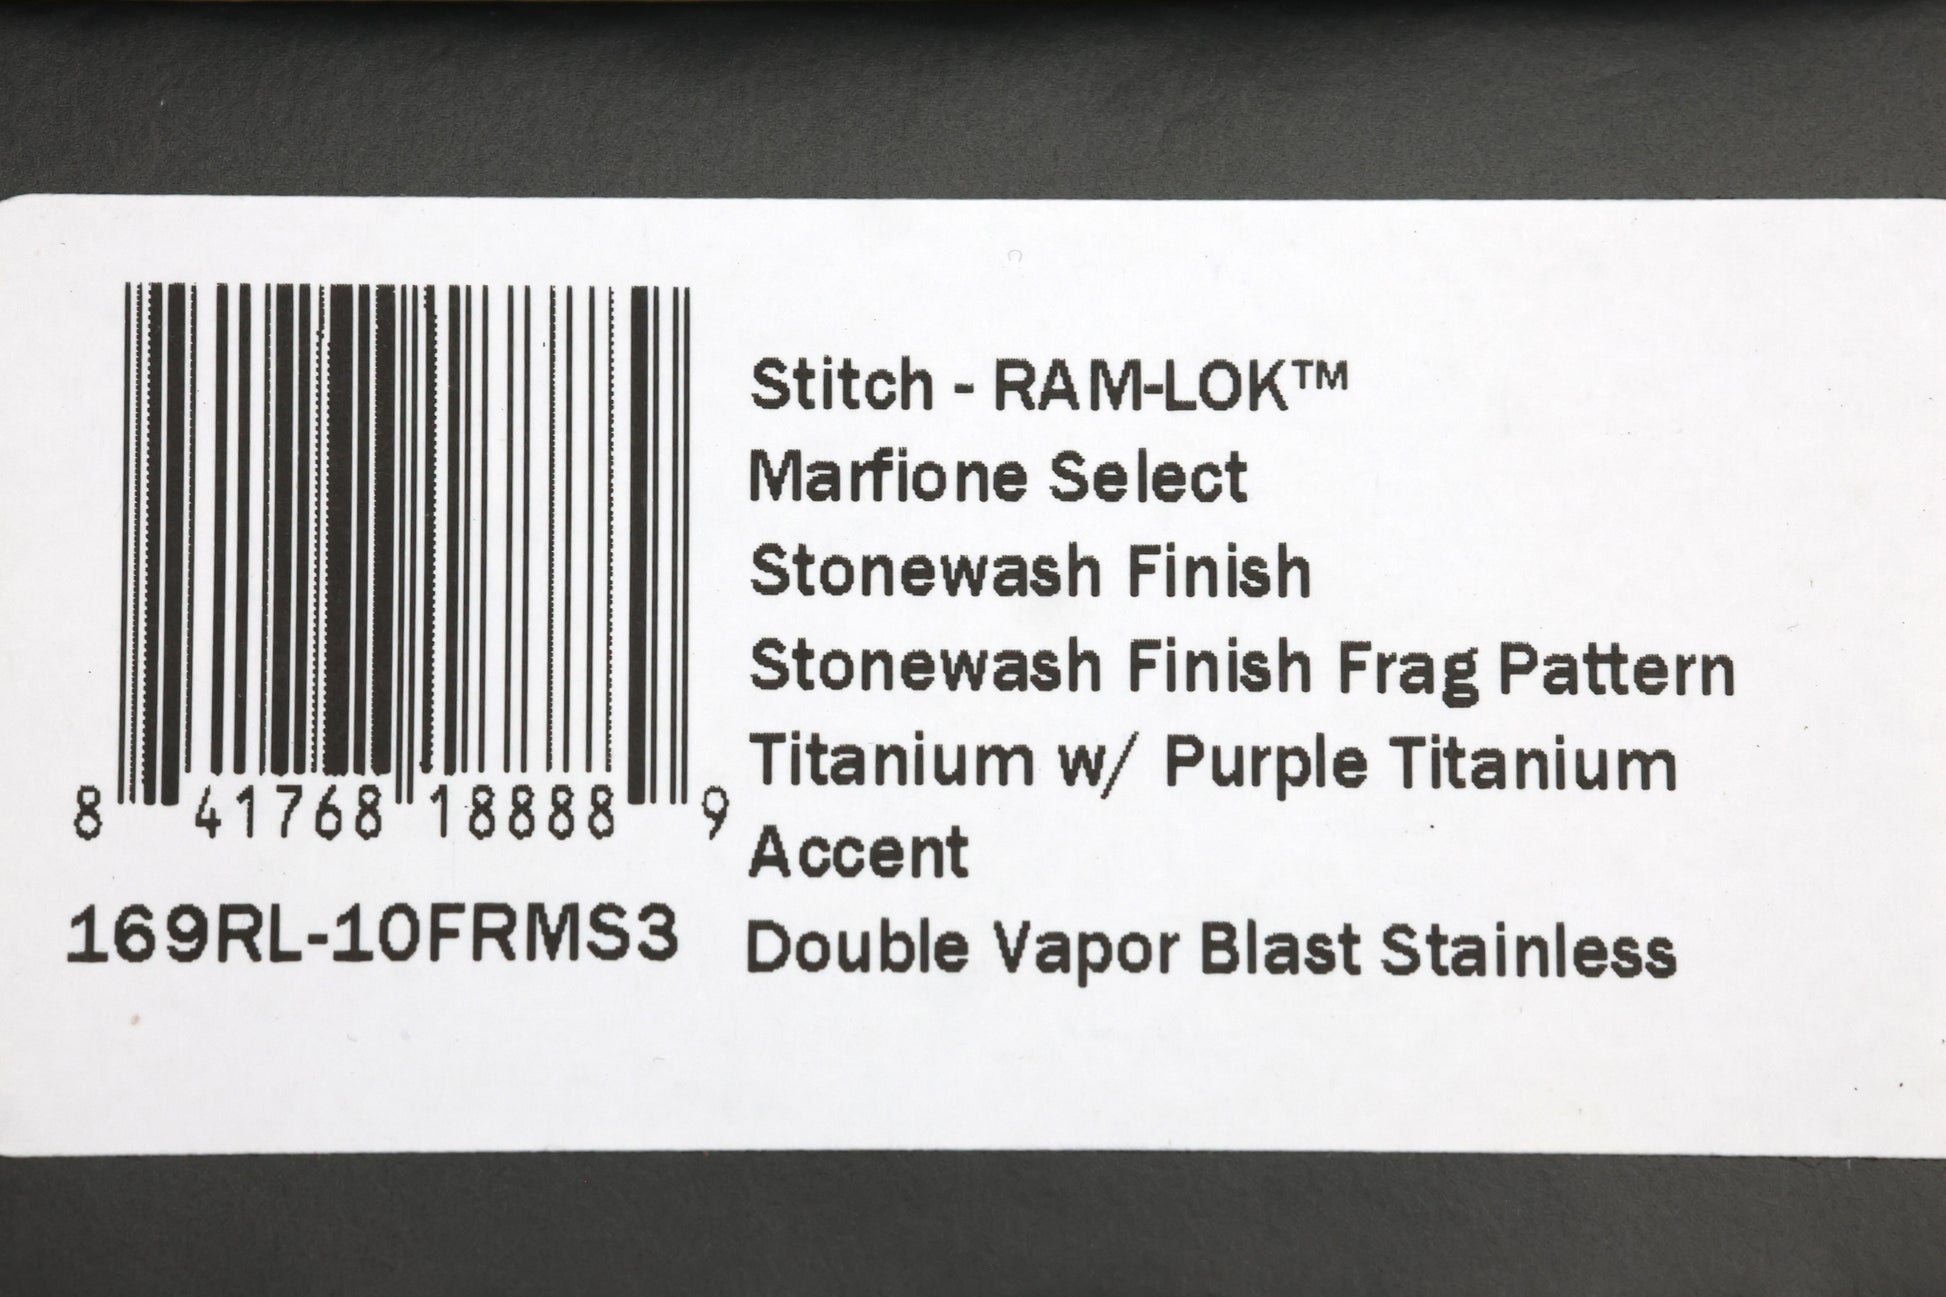 Stitch - RAM-LOK™
Marfione Select
Stonewash Finish
Stonewash Finish Frag Pattern
Titanium w/ Purple Titanium
Accent
Double Vapor Blast Stainless
8 41768 18888 9
169RL-10FRMS3